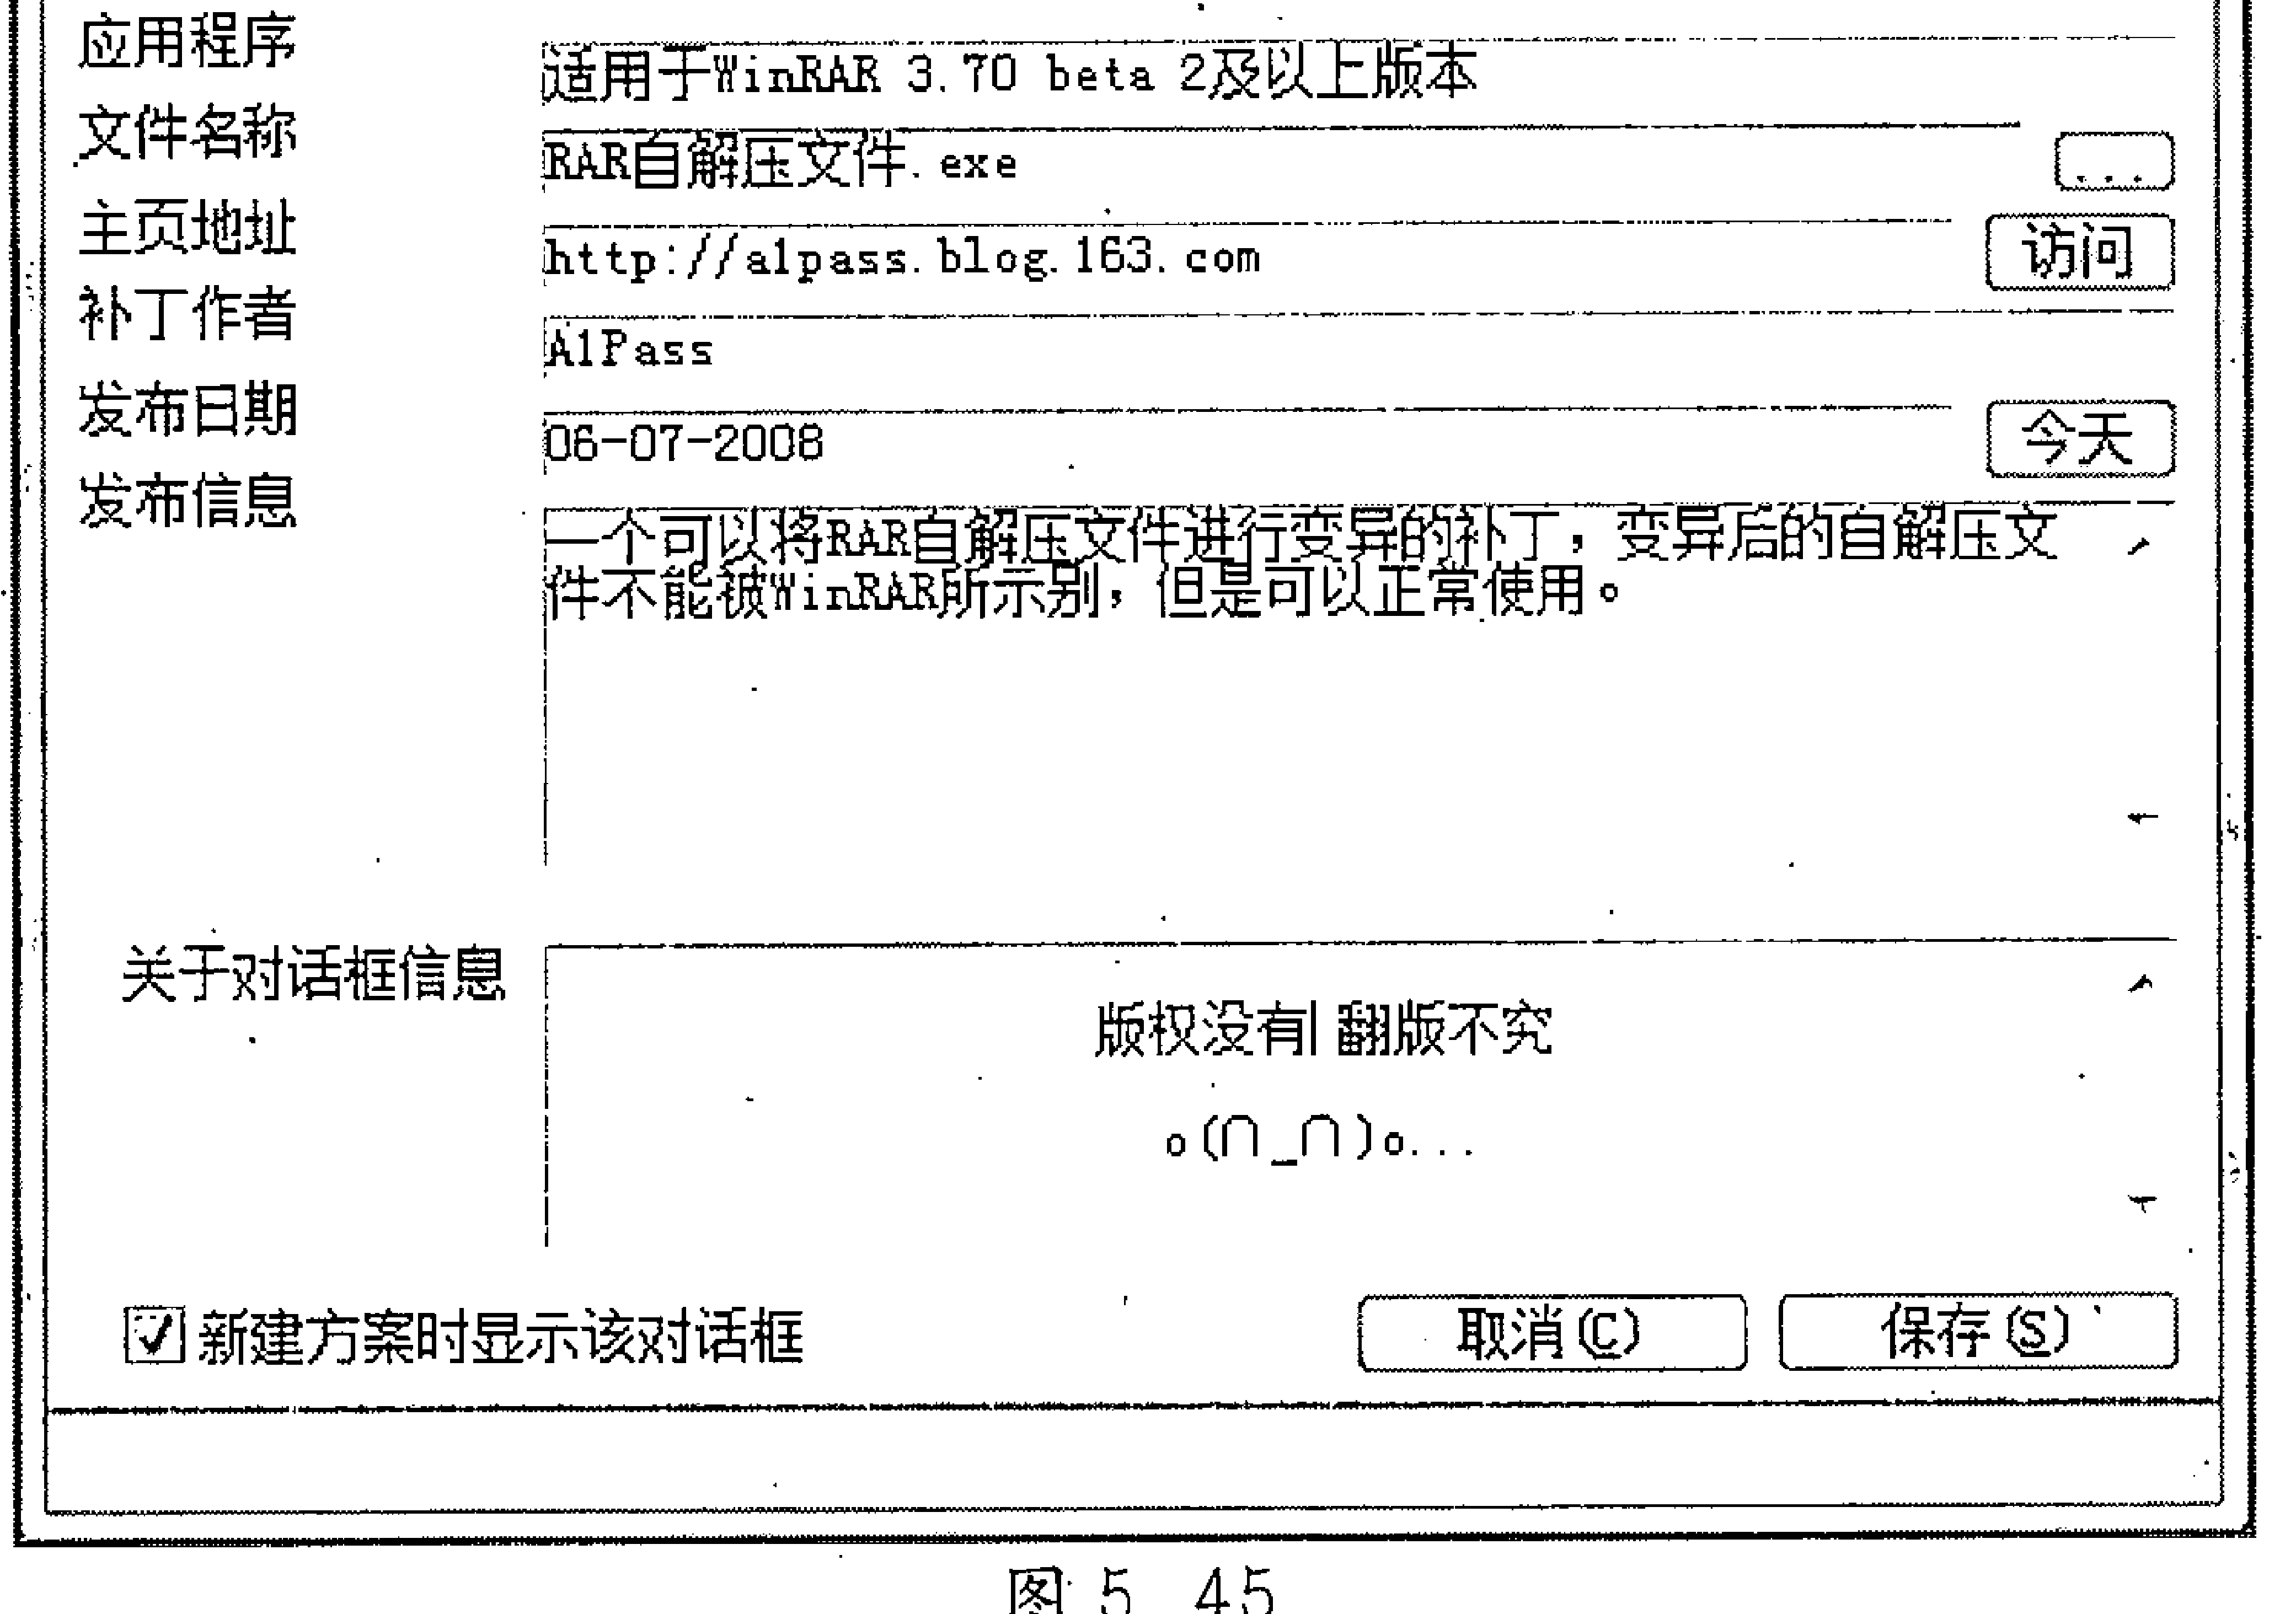 应用程序
适用于WinRAR 3.70 beta 2及以上版本
文件名称
RAR自解压文件.exe
...
主页地址
http://a1pass.blog.163.com
访问
补丁作者
A1Pass
发布日期
06-07-2008
今天
发布信息
一个可以将RAR自解压文件进行变异的补丁，变异后的自解压文
件不能被WinRAR所示别，但是可以正常使用。
关于对话框信息
版权没有| 翻版不究
o(∩_∩)o...
新建方案时显示该对话框
取消(C)
保存(S)
图 5 45